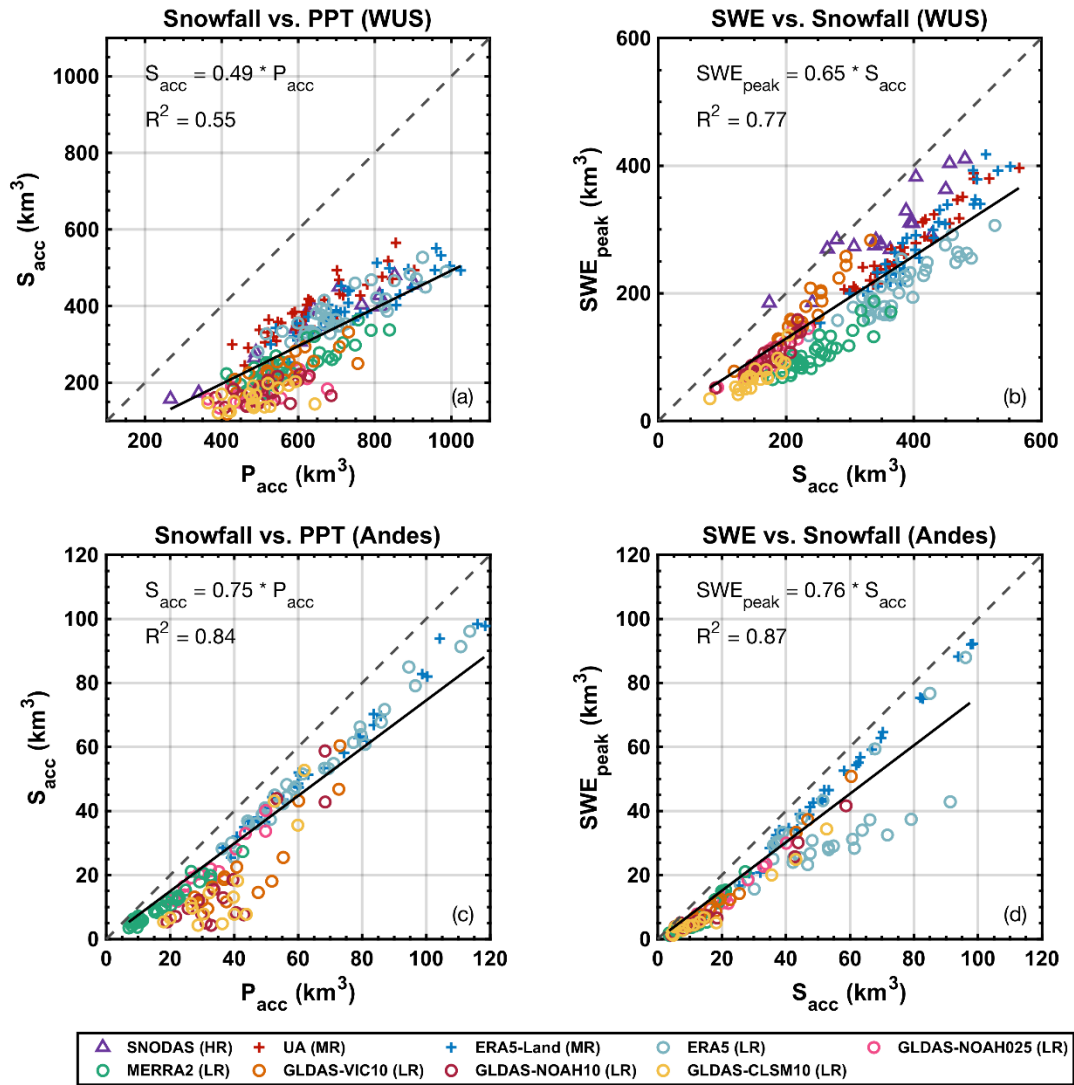 Snowfall vs. PPT (WUS)
S_acc = 0.49 * P_acc
R² = 0.55
1000
800
600
400
200
S_acc (km³)
200 400 600 800 1000
P_acc (km³)
(a)
SWE vs. Snowfall (WUS)
SWE_peak = 0.65 * S_acc
R² = 0.77
600
400
200
0
SWE_peak (km³)
0 200 400 600
S_acc (km³)
(b)
Snowfall vs. PPT (Andes)
S_acc = 0.75 * P_acc
R² = 0.84
120
100
80
60
40
20
0
S_acc (km³)
0 20 40 60 80 100 120
P_acc (km³)
(c)
SWE vs. Snowfall (Andes)
SWE_peak = 0.76 * S_acc
R² = 0.87
120
100
80
60
40
20
0
SWE_peak (km³)
0 20 40 60 80 100 120
S_acc (km³)
(d)
SNODAS (HR) UA (MR) ERA5-Land (MR) ERA5 (LR) GLDAS-NOAH025 (LR)
MERRA2 (LR) GLDAS-VIC10 (LR) GLDAS-NOAH10 (LR) GLDAS-CLSM10 (LR)